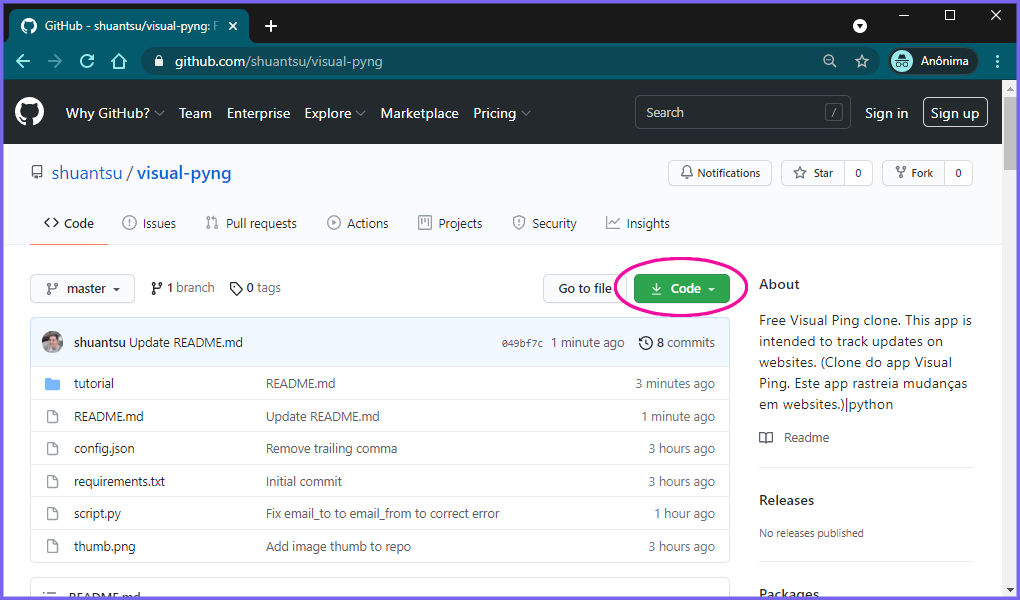 GitHub - shuantsu/visual-pyng: F
github.com/shuantsu/visual-pyng
Anônima
Why GitHub? Team Enterprise Explore Marketplace Pricing
Search /
Sign in
Sign up
shuantsu / visual-pyng
Notifications
Star 0
Fork 0
Code
Issues
Pull requests
Actions
Projects
Security
Insights
master
1 branch
0 tags
Go to file
Code
shuantsu Update README.md 049bf7c 1 minute ago 8 commits
tutorial README.md 3 minutes ago
README.md Update README.md 1 minute ago
config.json Remove trailing comma 3 hours ago
requirements.txt Initial commit 3 hours ago
script.py Fix email_to to email_from to correct error 1 hour ago
thumb.png Add image thumb to repo 3 hours ago
README.md
About
Free Visual Ping clone. This app is
intended to track updates on
websites. (Clone do app Visual
Ping. Este app rastreia mudanças
em websites.)|python
Readme
Releases
No releases published
Packages